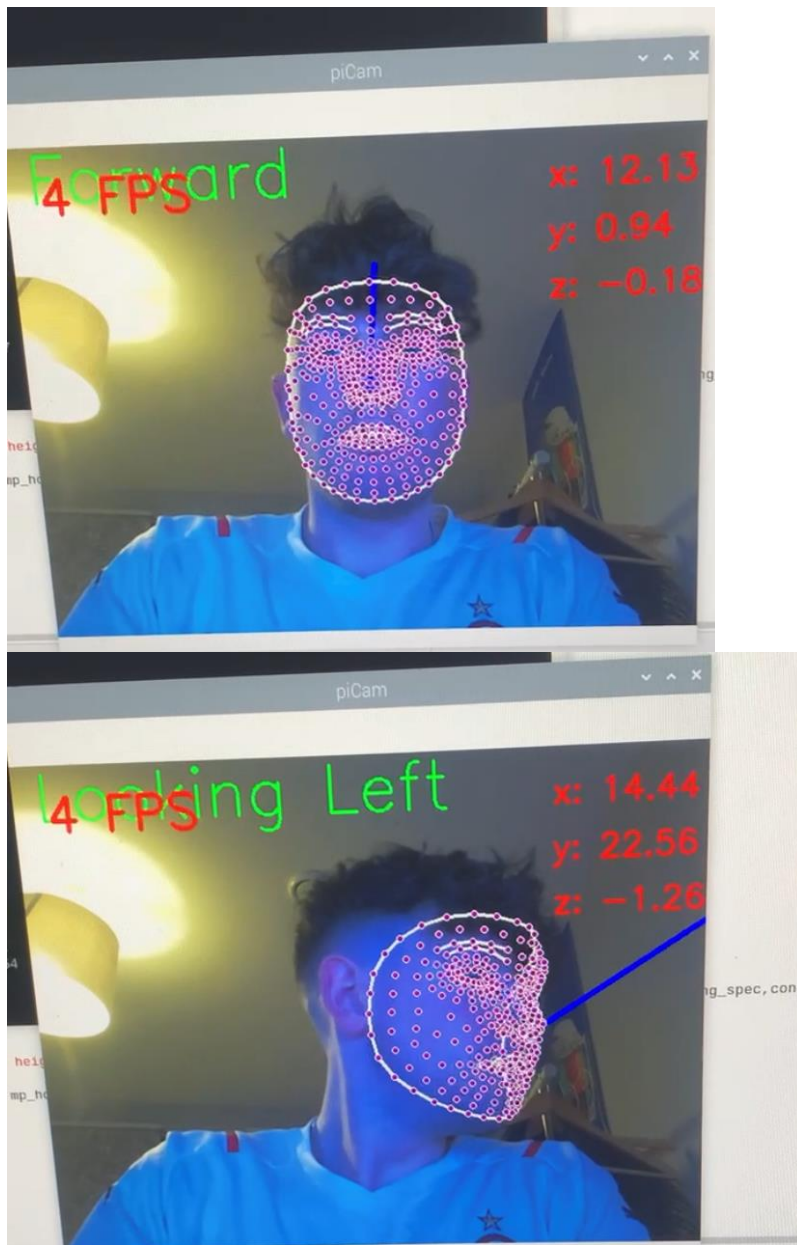 piCam
Forward
4 FPS
x: 12.13
y: 0.94
z: -0.18
ng
heig
mp_ho
piCam
Looking Left
4 FPS
x: 14.44
y: 22.56
z: -1.26
ng_spec,con
heig
mp_ho